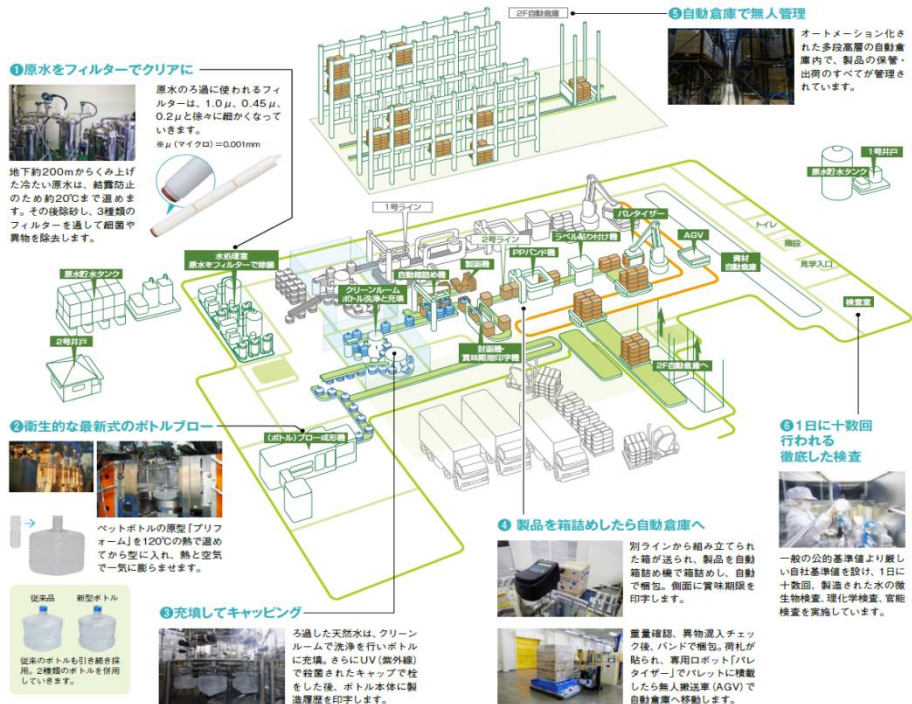 ❶原水をフィルターでクリアに
原水のろ過に使われるフィ
ルターは、1.0μ、0.45μ、
0.2μと徐々に細かくなって
いきます。
※μ(マイクロ)=0.001mm
地下約200mからくみ上げ
た冷たい原水は、結露防止
のため約20℃まで温めま
す。その後除砂し、3種類の
フィルターを通して細菌や
異物を除去します。
2F自動倉庫
❺自動倉庫で無人管理
オートメーション化さ
れた多段高層の自動倉
庫内で、製品の保管・
出荷のすべてが管理さ
れています。
1号井戸
原水貯水タンク
トイレ
階段
見学入口
検査室
1号ライン
2号ライン
パレタイザー
AGV
資材
自動倉庫
ラベル貼り付け機
PPバンド機
製函機
自動箱詰め機
クリーンルーム
ボトル洗浄と充填
封函機・
賞味期限印字機
2F自動倉庫へ
水処理室
原水をフィルターで除菌
原水貯水タンク
2号井戸
(ボトル)ブロー成形機
❷衛生的な最新式のボトルブロー
ペットボトルの原型「プリフ
ォーム」を120℃の熱で温め
てから型に入れ、熱と空気
で一気に膨らませます。
従来品 新型ボトル
従来のボトルも引き続き採
用。2種類のボトルを併用
していきます。
❸充填してキャッピング
ろ過した天然水は、クリーン
ルームで洗浄を行いボトル
に充填。さらにUV(紫外線)
で殺菌されたキャップで栓
をした後、ボトル本体に製
造履歴を印字します。
❹ 製品を箱詰めしたら自動倉庫へ
別ラインから組み立てられ
た箱が送られ、製品を自動
箱詰め機で箱詰めし、自動
で梱包。側面に賞味期限を
印字します。
重量確認、異物混入チェッ
ク後、バンドで梱包。荷札が
貼られ、専用ロボット「パレ
タイザー」でパレットに積載
したら無人搬送車(AGV)で
自動倉庫へ移動します。
❻1日に十数回
行われる
徹底した検査
一般の公的基準値より厳し
い自社基準値を設け、1日に
十数回、製造された水の微
生物検査、理化学検査、官能
検査を実施しています。